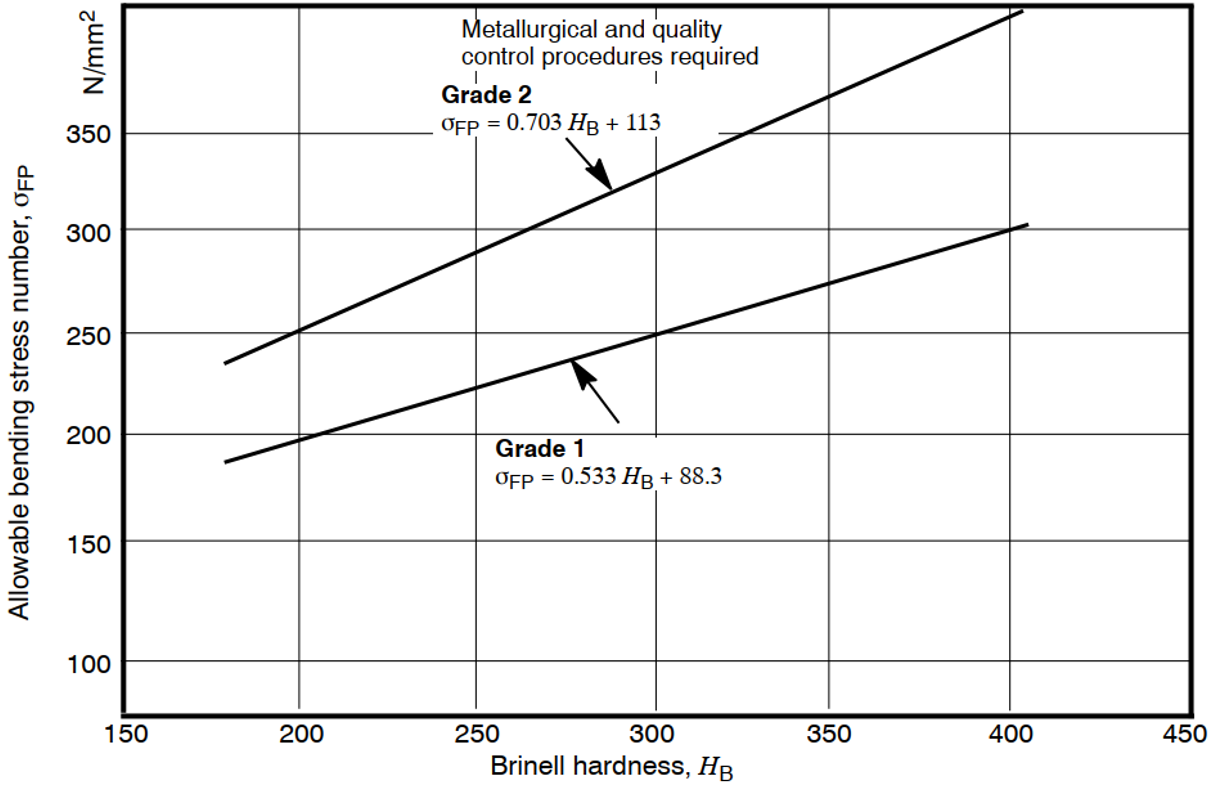 N/mm²
Metallurgical and quality
control procedures required
Grade 2
σFP = 0.703 HB + 113
350
300
250
200
150
100
Allowable bending stress number, σFP
Grade 1
σFP = 0.533 HB + 88.3
150 200 250 300 350 400 450
Brinell hardness, HB